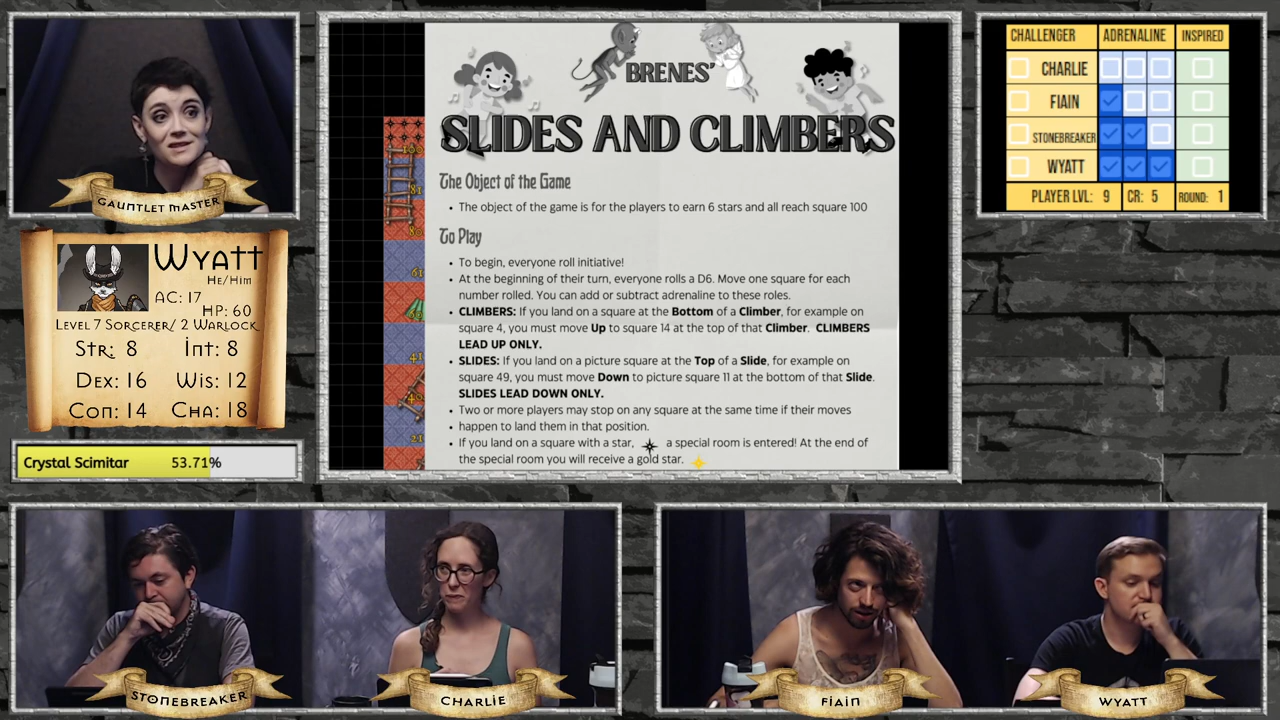 GAUNTLET MASTER
Wyatt
He/Him
AC: 17
HP: 60
Level 7 Sorcerer/ 2 Warlock
Str: 8
Int: 8
Dex: 16
Wis: 12
Con: 14
Cha: 18
Crystal Scimitar 53.71%
100
81
80
61
41
40
21
BRENES'
SLIDES AND CLIMBERS
The Object of the Game
• The object of the game is for the players to earn 6 stars and all reach square 100
To Play
• To begin, everyone roll initiative!
• At the beginning of their turn, everyone rolls a D6. Move one square for each
number rolled. You can add or subtract adrenaline to these roles.
• CLIMBERS: If you land on a square at the Bottom of a Climber, for example on
square 4, you must move Up to square 14 at the top of that Climber. CLIMBERS
LEAD UP ONLY.
• SLIDES: If you land on a picture square at the Top of a Slide, for example on
square 49, you must move Down to picture square 11 at the bottom of that Slide.
SLIDES LEAD DOWN ONLY.
• Two or more players may stop on any square at the same time if their moves
• happen to land them in that position.
• If you land on a square with a star, a special room is entered! At the end of
the special room you will receive a gold star.
CHALLENGER ADRENALINE INSPIRED
CHARLIE
FIAIN
STONEBREAKER
WYATT
PLAYER LVL: 9 CR: 5 ROUND: 1
STONEBREAKER
CHARLIE
FIAIN
WYATT